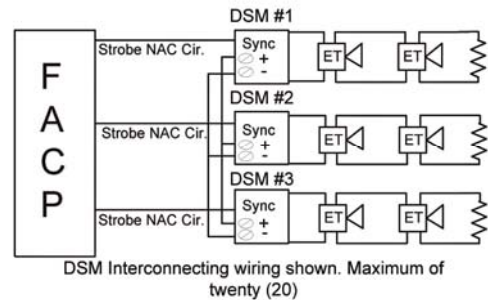 DSM #1
F
A
C
P
Strobe NAC Cir.
Sync
+
-
ET
ET
DSM #2
Strobe NAC Cir.
Sync
+
-
ET
ET
DSM #3
Strobe NAC Cir.
Sync
+
-
ET
ET
DSM Interconnecting wiring shown. Maximum of
twenty (20)